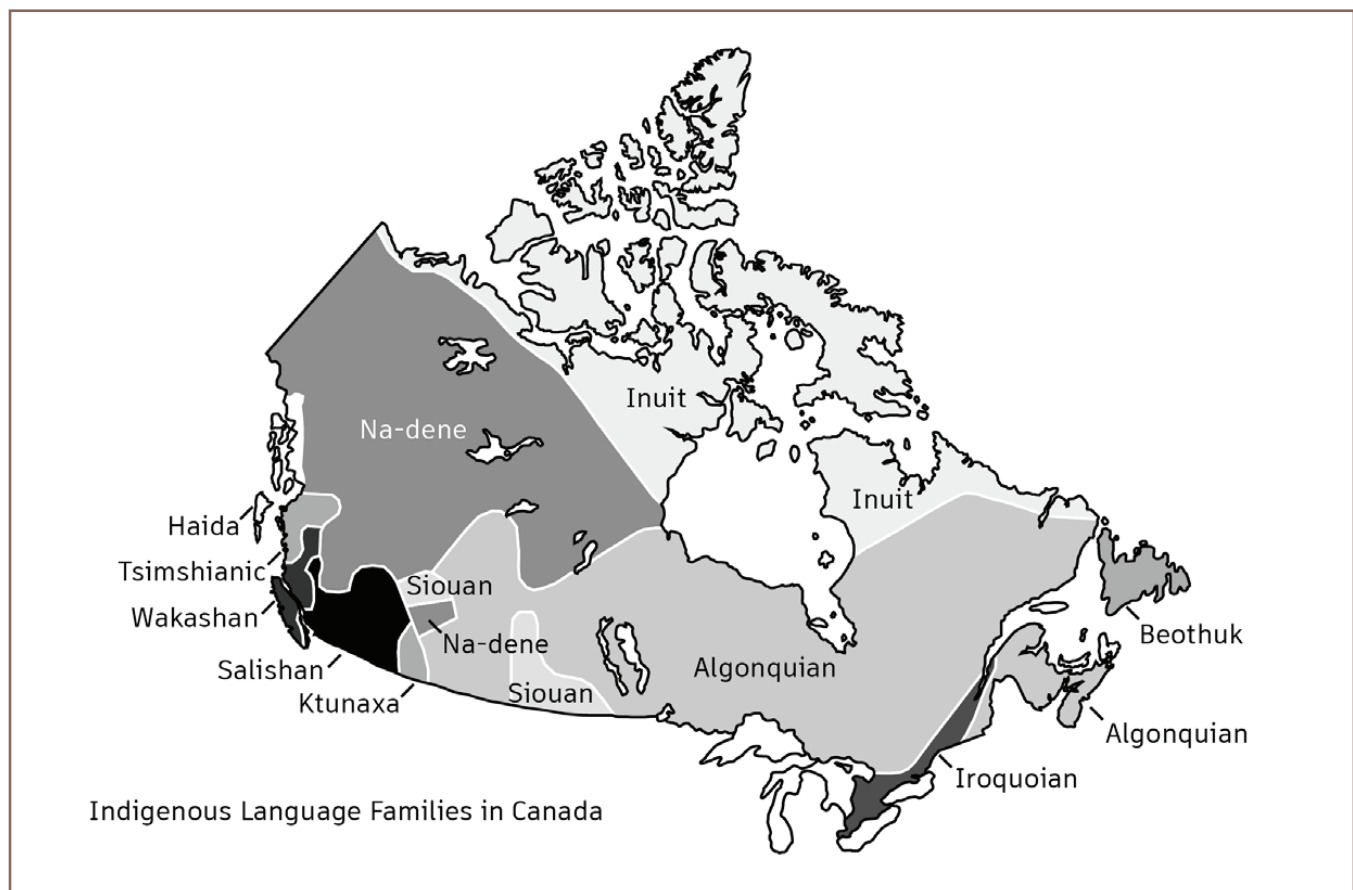 Inuit
Na-dene
Inuit
Haida
Tsimshianic
Siouan
Wakashan
Na-dene
Beothuk
Salishan
Algonquian
Ktunaxa
Siouan
Algonquian
Iroquoian
Indigenous Language Families in Canada